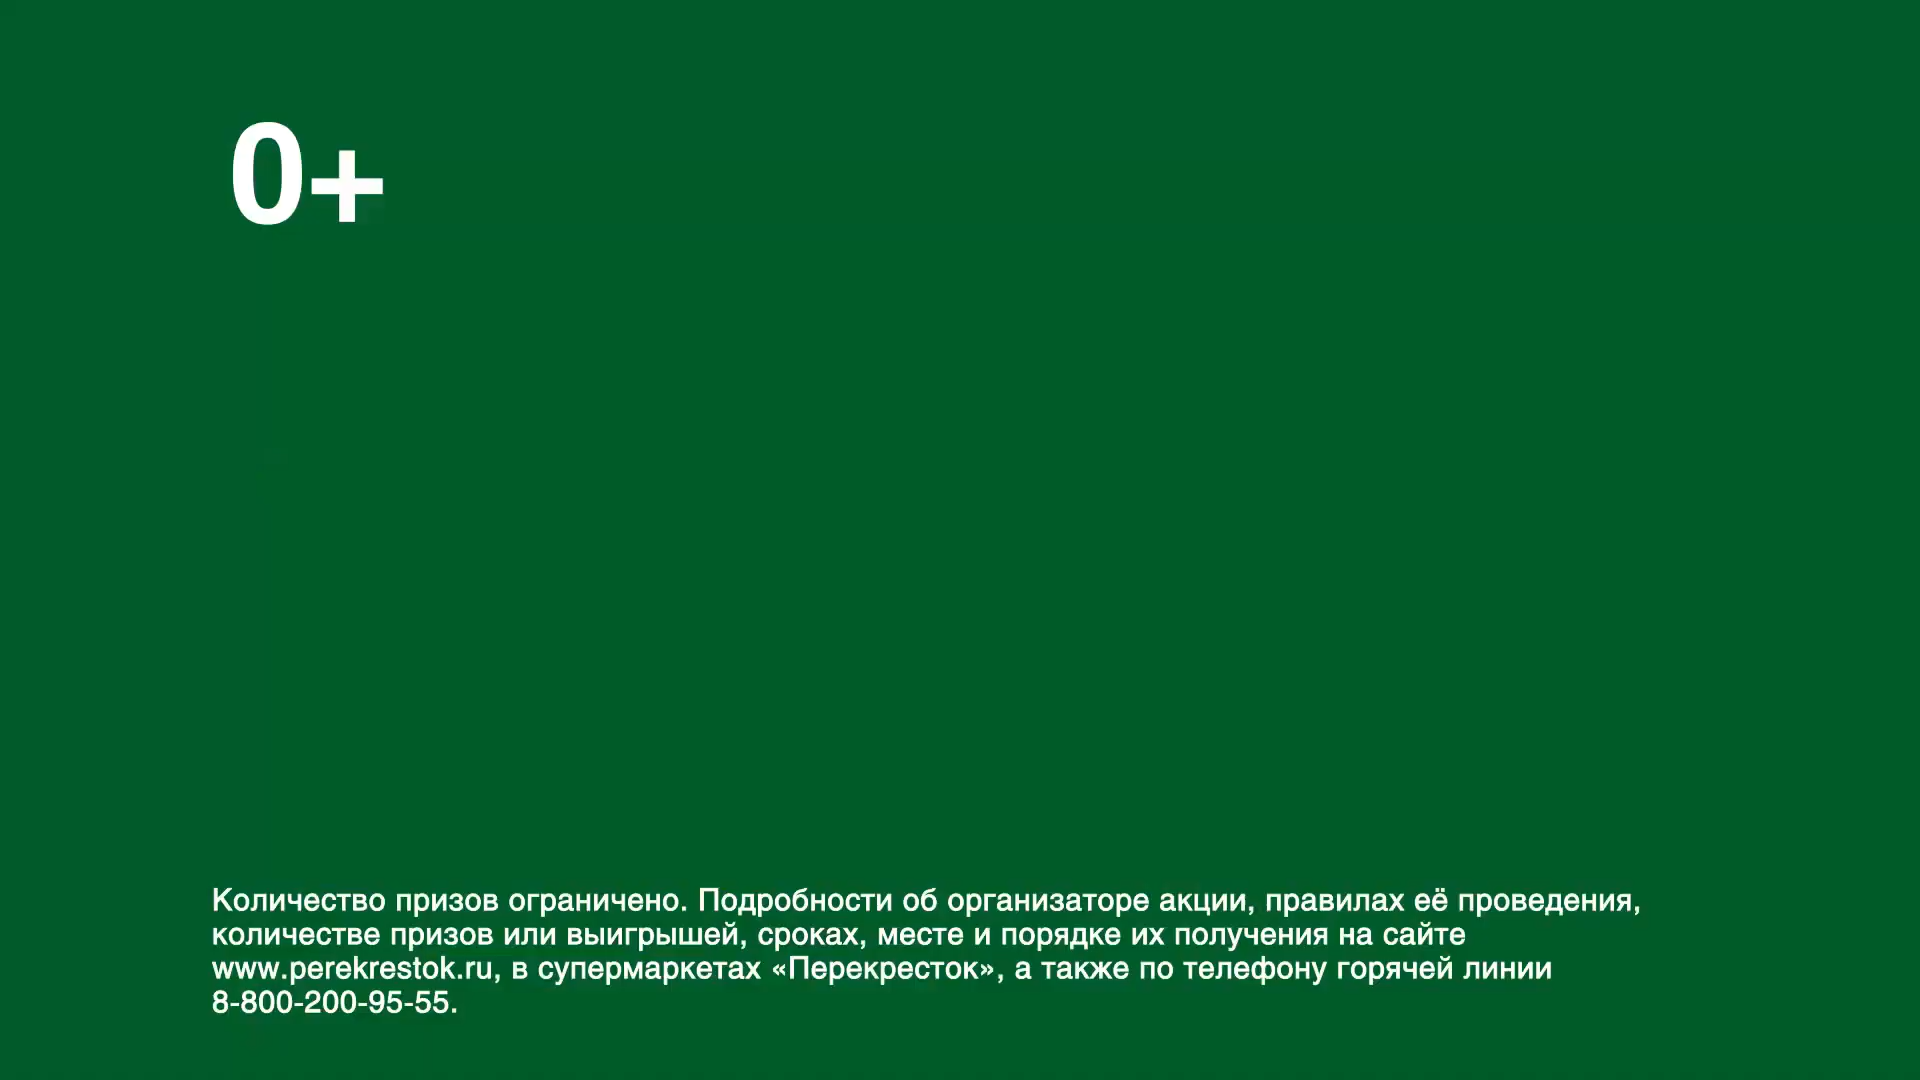 0+
Количество призов ограничено. Подробности об организаторе акции, правилах её проведения,
количестве призов или выигрышей, сроках, месте и порядке их получения на сайте
www.perekrestok.ru, в супермаркетах «Перекресток», а также по телефону горячей линии
8-800-200-95-55.